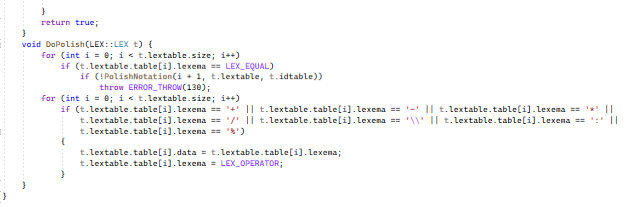 }
        return true;
    }
    void DoPolish(LEX::LEX t) {
        for (int i = 0; i < t.lextable.size; i++)
            if (t.lextable.table[i].lexema == LEX_EQUAL)
                if (!PolishNotation(i + 1, t.lextable, t.idtable))
                    throw ERROR_THROW(130);
        for (int i = 0; i < t.lextable.size; i++)
            if (t.lextable.table[i].lexema == '+' || t.lextable.table[i].lexema == '-' || t.lextable.table[i].lexema == '*' ||
                t.lextable.table[i].lexema == '/' || t.lextable.table[i].lexema == '\\' || t.lextable.table[i].lexema == ':' ||
                t.lextable.table[i].lexema == '%')
            {
                t.lextable.table[i].data = t.lextable.table[i].lexema;
                t.lextable.table[i].lexema = LEX_OPERATOR;
            }
    }
}